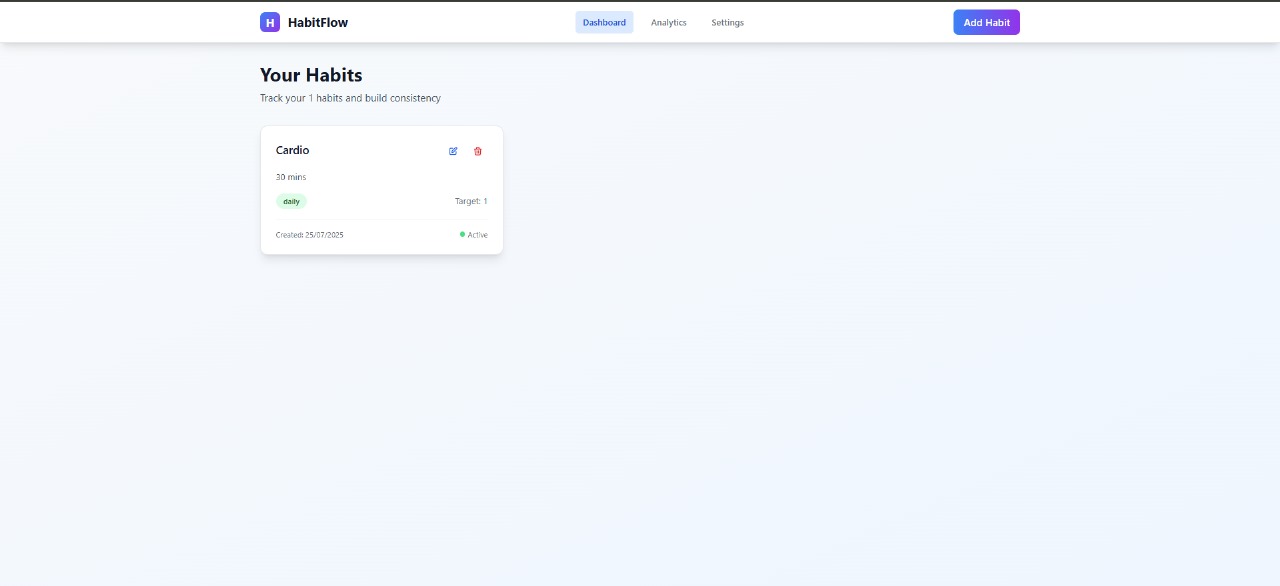 H HabitFlow Dashboard Analytics Settings Add Habit
Your Habits
Track your 1 habits and build consistency
Cardio
30 mins
daily Target: 1
Created: 25/07/2025 Active